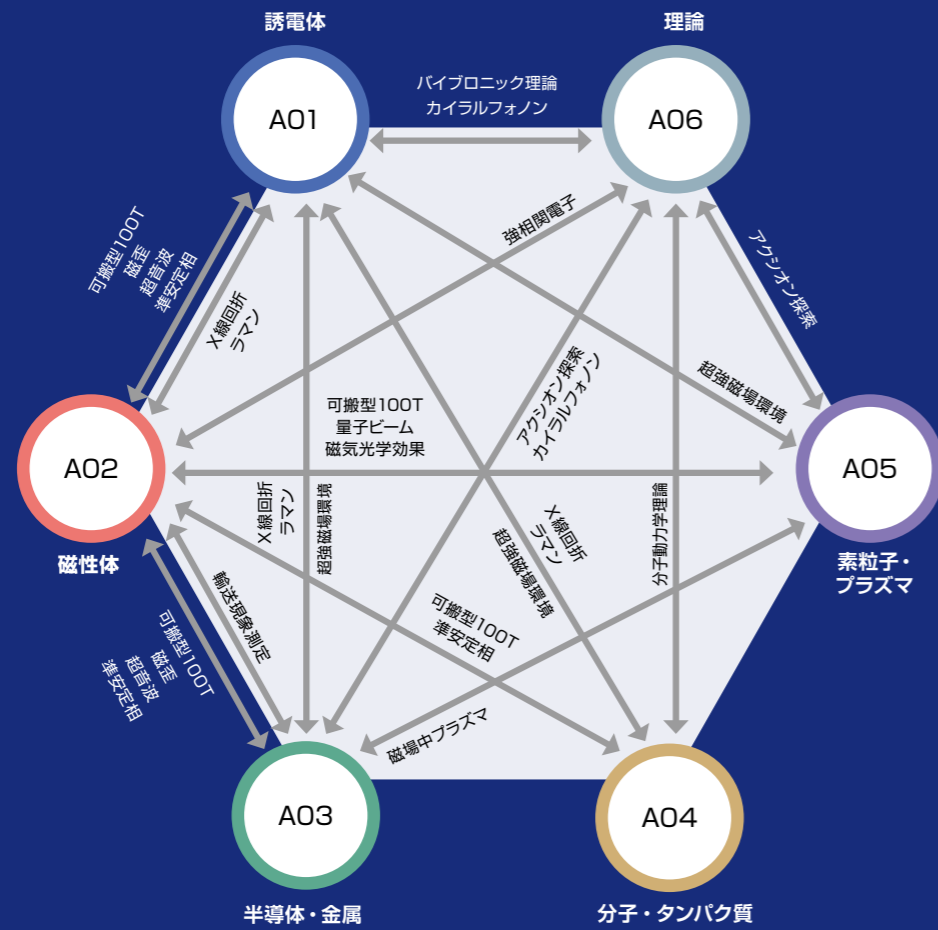 誘電体
理論
A01
A06
バイブロニック理論
カイラルフォノン
可搬型100T
磁歪
超音波
準安定相
X線回折
ラマン
強相関電子
アクシオン探索
超強磁場環境
アクシオン探索
カイラルフォノン
可搬型100T
量子ビーム
磁気光学効果
A02
磁性体
A05
素粒子・
プラズマ
X線回折
ラマン
超強磁場環境
X線回折
ラマン
超強磁場環境
分子動力学理論
輸送現象測定
可搬型100T
磁歪
超音波
準安定相
可搬型100T
準安定相
磁場中プラズマ
A03
A04
半導体・金属
分子・タンパク質